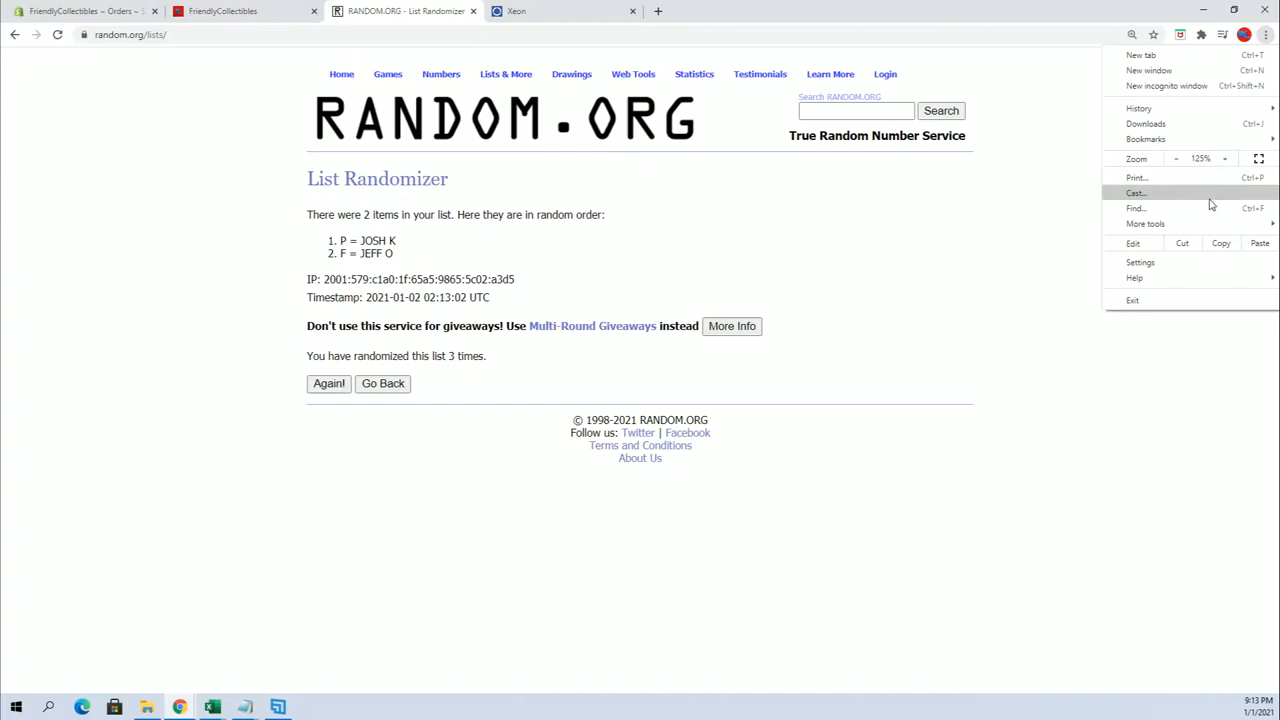 FriendlyCollectibles ~ Orders ~ S
FriendlyCollectibles
RANDOM.ORG - List Randomizer
Xeon
random.org/lists/
Home Games Numbers Lists & More Drawings Web Tools Statistics Testimonials Learn More Login
RANDOM.ORG
Search RANDOM.ORG
Search
True Random Number Service
List Randomizer
There were 2 items in your list. Here they are in random order:
1. P = JOSH K
2. F = JEFF O
IP: 2001:579:c1a0:1f:65a5:9865:5c02:a3d5
Timestamp: 2021-01-02 02:13:02 UTC
Don't use this service for giveaways! Use Multi-Round Giveaways instead More Info
You have randomized this list 3 times.
Again! Go Back
© 1998-2021 RANDOM.ORG
Follow us: Twitter | Facebook
Terms and Conditions
About Us
New tab Ctrl+T
New window Ctrl+N
New incognito window Ctrl+Shift+N
History
Downloads Ctrl+J
Bookmarks
Zoom - 125% +
Print... Ctrl+P
Cast...
Find... Ctrl+F
More tools
Edit Cut Copy Paste
Settings
Help
Exit
9:13 PM
1/1/2021